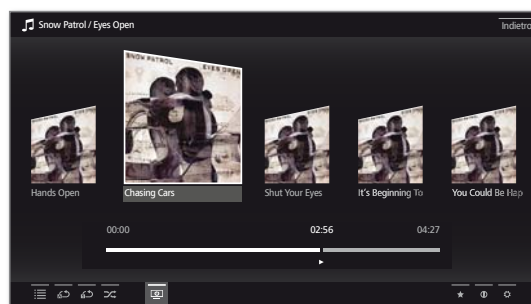 Snow Patrol / Eyes Open
Indietro
SNOW PATROL EYES OPEN
Hands Open
Chasing Cars
Shut Your Eyes
It's Beginning To
You Could Be Hap
00:00 02:56 04:27